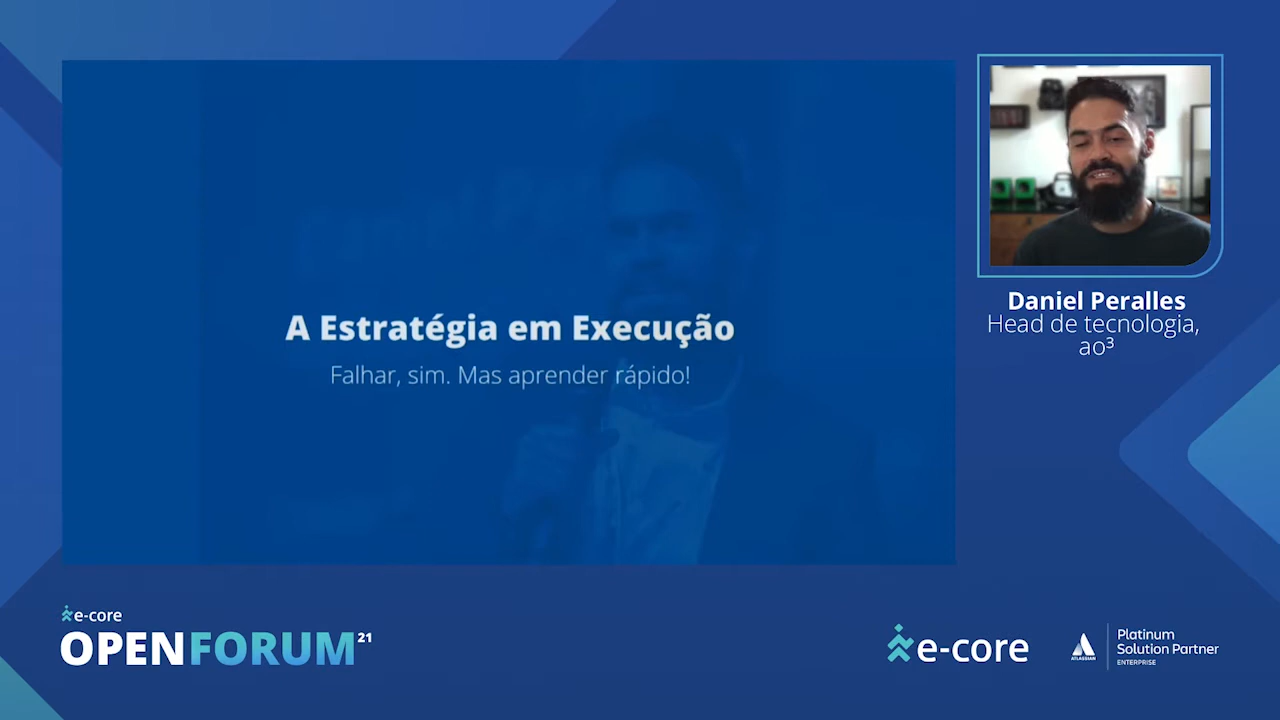 A Estratégia em Execução
Falhar, sim. Mas aprender rápido!
Daniel Peralles
Head de tecnologia,
ao³
e-core
OPENFORUM²¹
e-core
ATLASSIAN
Platinum
Solution Partner
ENTERPRISE